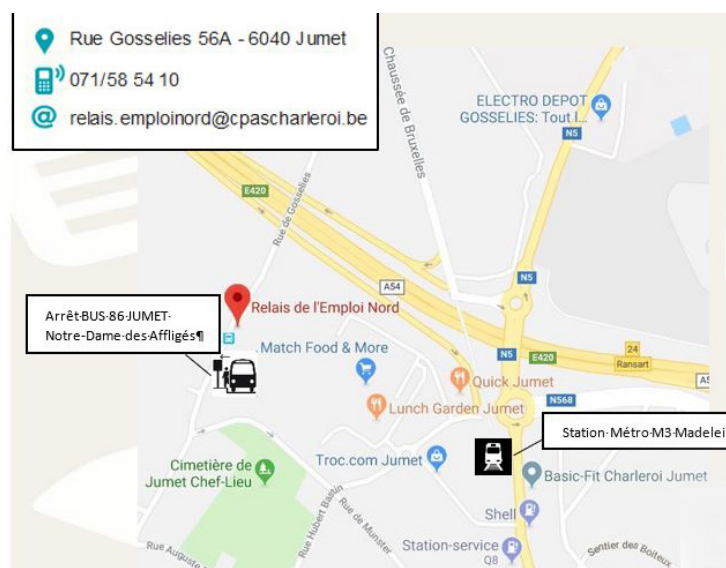 Rue Gosselies 56A - 6040 Jumet
071/58 54 10
@ relais.emploinord@cpascharleroi.be
Chaussée de Bruxelles
ELECTRO DEPOT
GOSSELIES: Tout l...
N5
E420
Rue de Gosselies
N5
A54
Arrêt·BUS·86·JUMET·
Notre-Dame·des·Affligés¶
Relais de l'Emploi Nord
Match Food & More
N5
E420
24
Ransart
Quick Jumet
N568
Lunch Garden Jumet
Station·Métro·M3·Madelei
Cimetière de
Jumet Chef-Lieu
Troc.com Jumet
Basic-Fit Charleroi Jumet
Rue Hubert Bastin
Rue de Munster
Shell
Rue Auguste
Station-service
Q8
Sentier des Boiteux